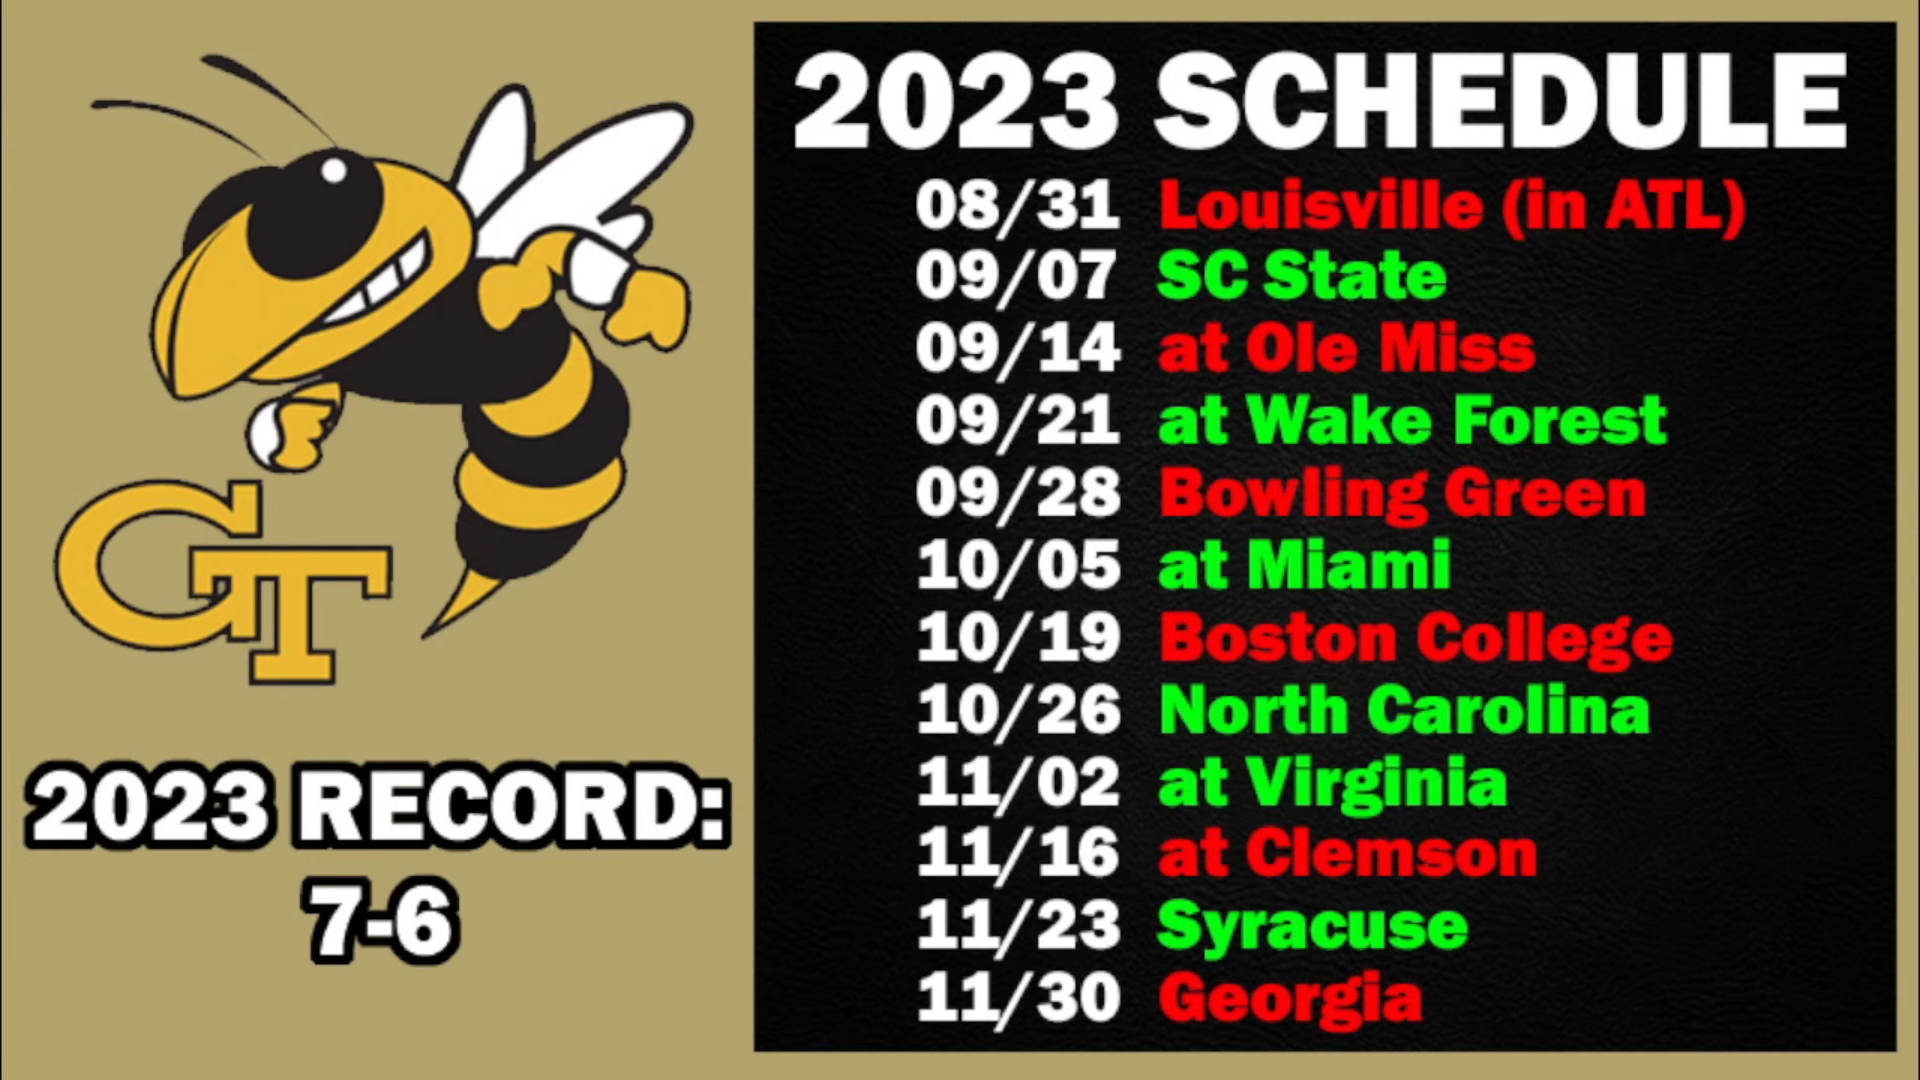 GT
2023 RECORD:
7-6
2023 SCHEDULE
08/31 Louisville (in ATL)
09/07 SC State
09/14 at Ole Miss
09/21 at Wake Forest
09/28 Bowling Green
10/05 at Miami
10/19 Boston College
10/26 North Carolina
11/02 at Virginia
11/16 at Clemson
11/23 Syracuse
11/30 Georgia